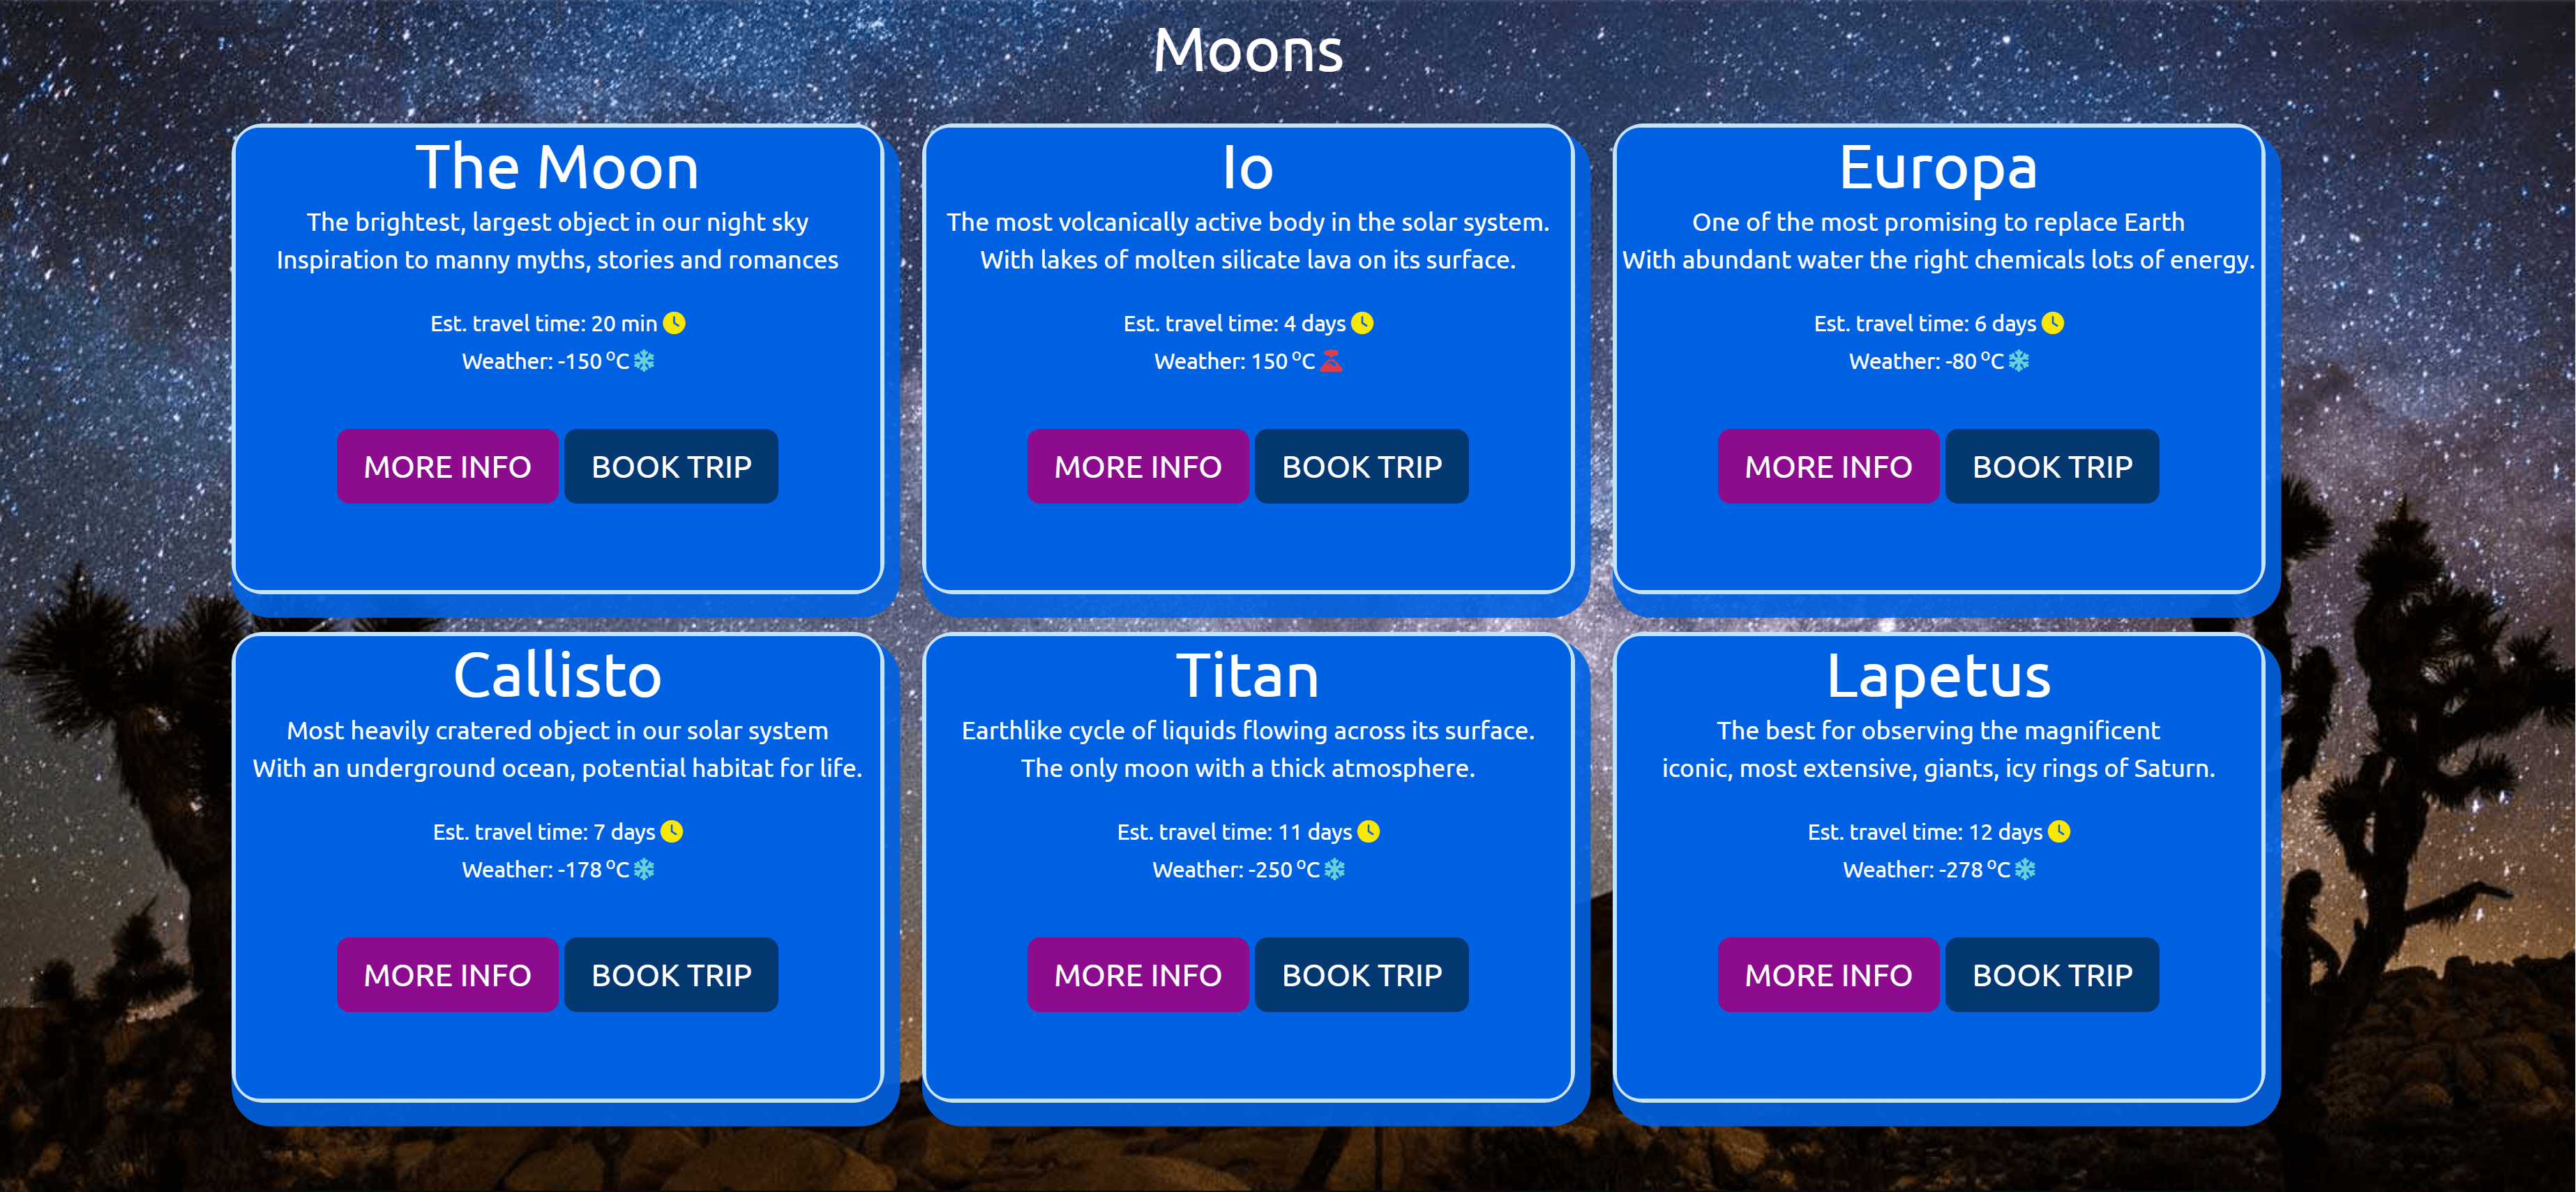 Moons
The Moon
The brightest, largest object in our night sky
Inspiration to manny myths, stories and romances
Est. travel time: 20 min
Weather: -150 ºC
MORE INFO BOOK TRIP
Io
The most volcanically active body in the solar system.
With lakes of molten silicate lava on its surface.
Est. travel time: 4 days
Weather: 150 ºC
MORE INFO BOOK TRIP
Europa
One of the most promising to replace Earth
With abundant water the right chemicals lots of energy.
Est. travel time: 6 days
Weather: -80 ºC
MORE INFO BOOK TRIP
Callisto
Most heavily cratered object in our solar system
With an underground ocean, potential habitat for life.
Est. travel time: 7 days
Weather: -178 ºC
MORE INFO BOOK TRIP
Titan
Earthlike cycle of liquids flowing across its surface.
The only moon with a thick atmosphere.
Est. travel time: 11 days
Weather: -250 ºC
MORE INFO BOOK TRIP
Lapetus
The best for observing the magnificent
iconic, most extensive, giants, icy rings of Saturn.
Est. travel time: 12 days
Weather: -278 ºC
MORE INFO BOOK TRIP